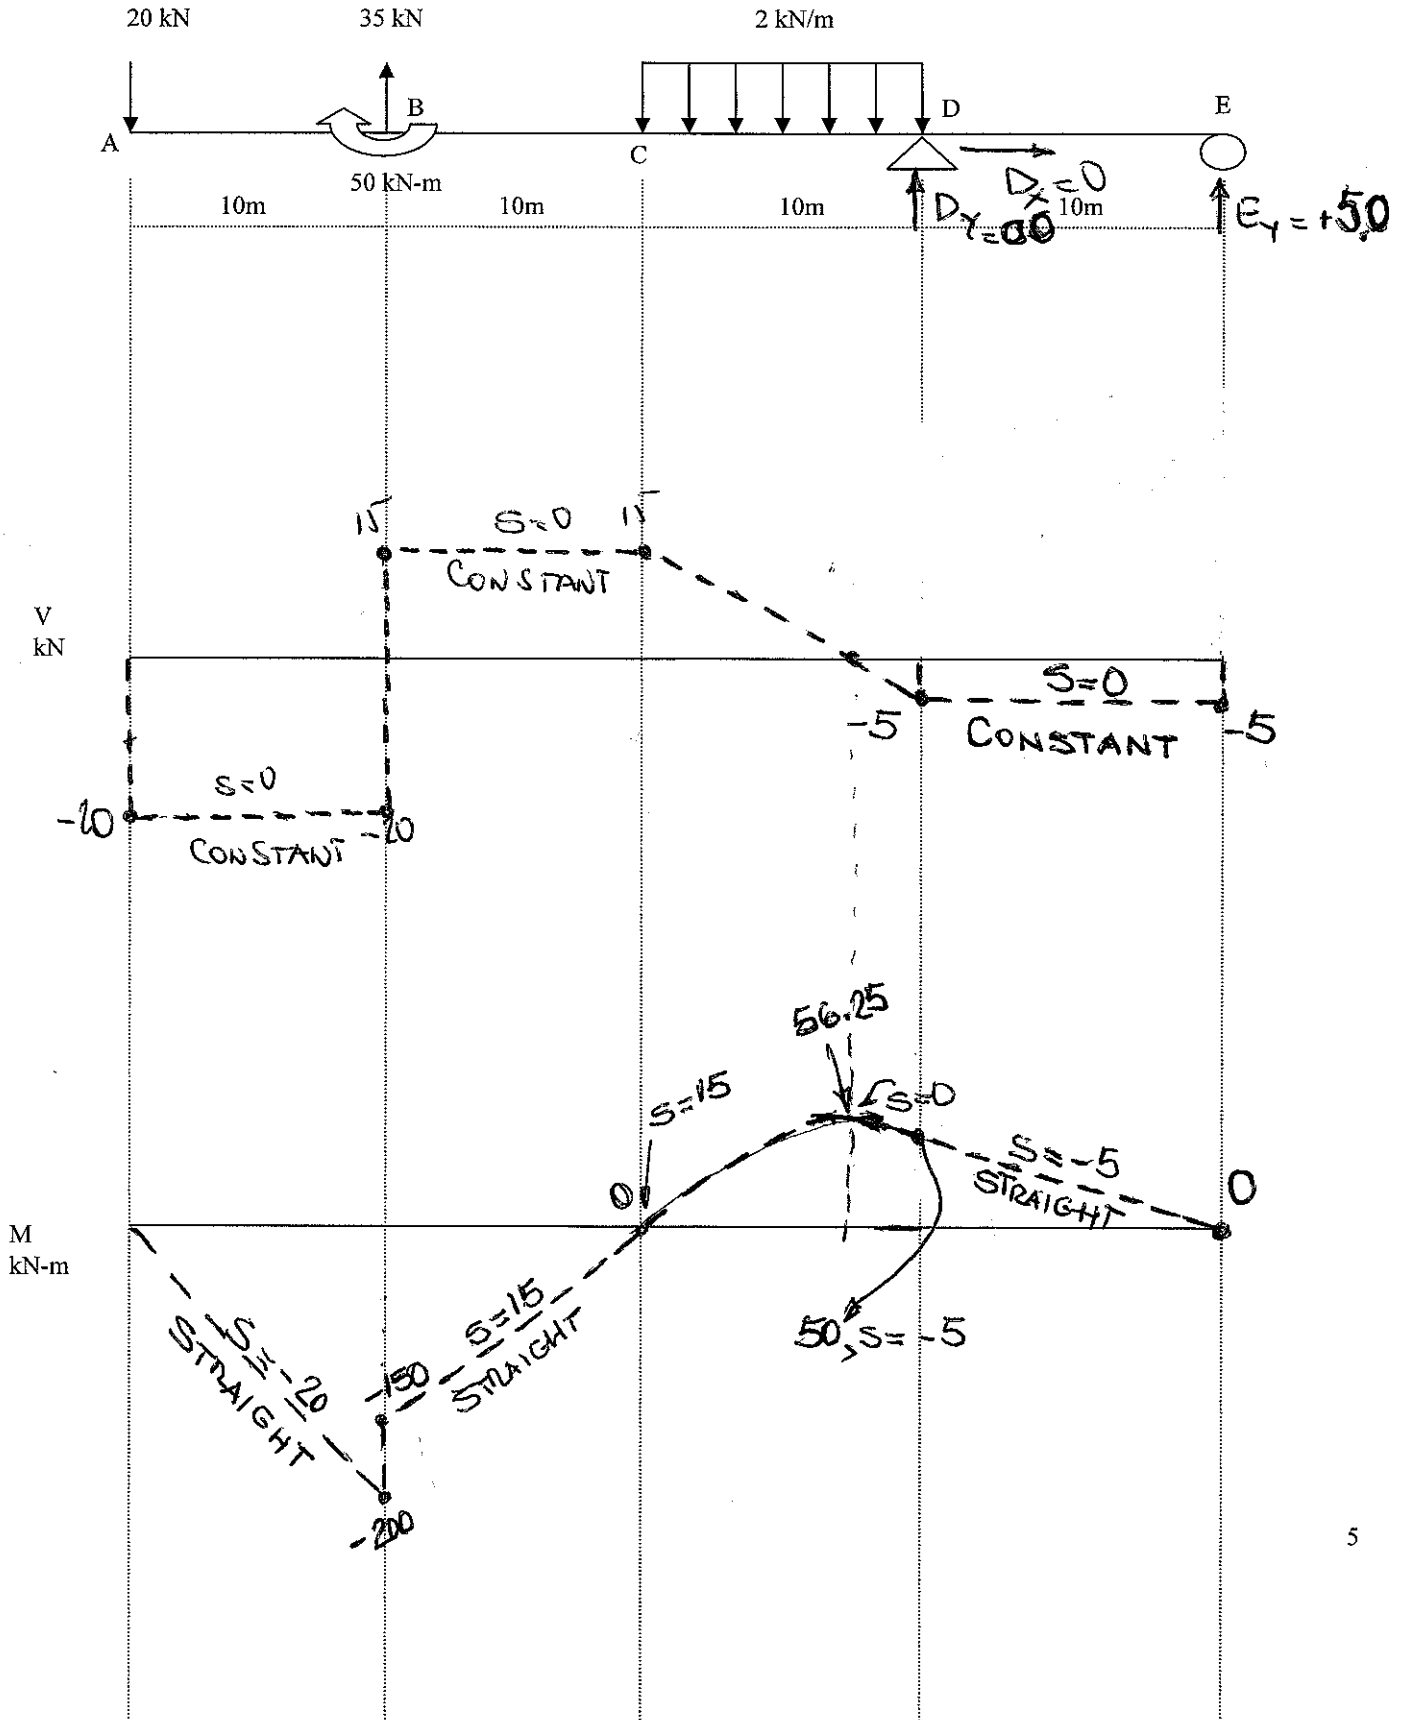 20 kN 35 kN 2 kN/m
A B C D E
50 kN-m
10m 10m 10m 10m
Dx=0
Dy=00
Ey = +5.0
V
kN
15 S=0 15
CONSTANT
-5 S=0 -5
CONSTANT
-20 S=0 -20
CONSTANT
56.25
S=15 S=0
0 S=-5 0
STRAIGHT
M
kN-m
S=-20
STRAIGHT
S=15
STRAIGHT
-150
50, S=-5
-200
5